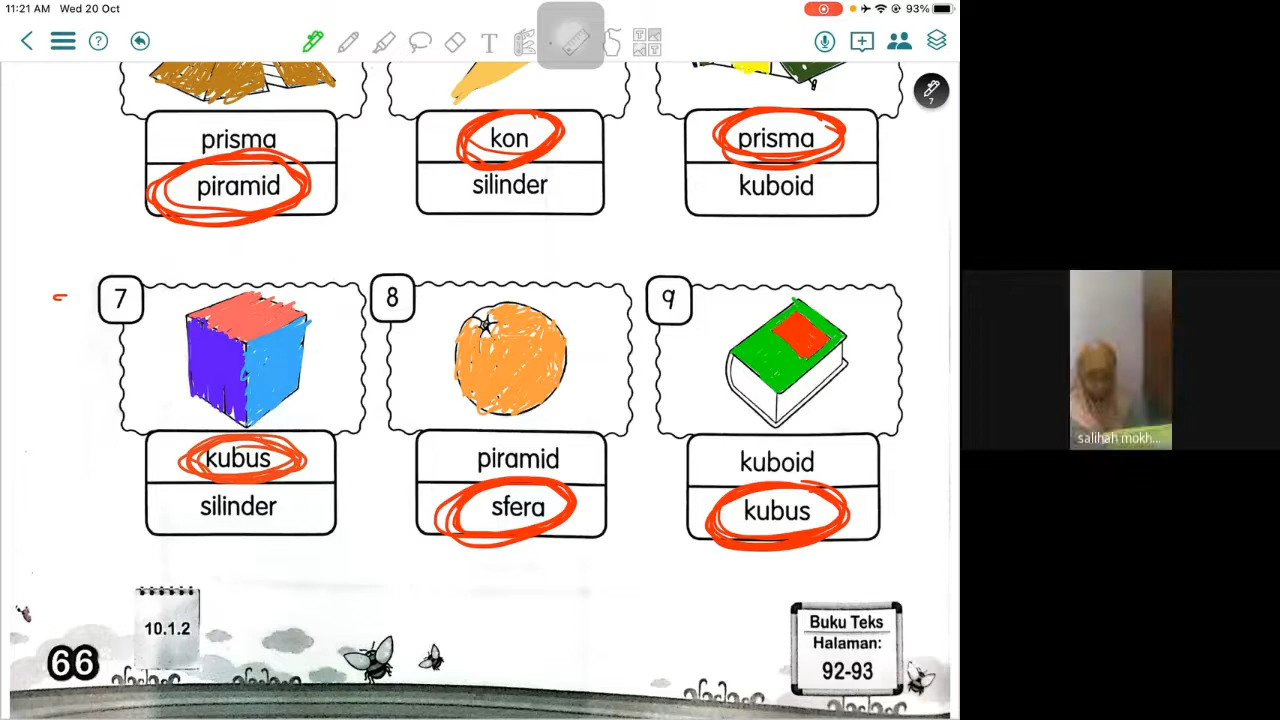 11:21 AM Wed 20 Oct
93%
T
7
prisma
piramid
kon
silinder
prisma
kuboid
7
8
9
kubus
silinder
piramid
sfera
kuboid
kubus
salihah mokh...
10.1.2
66
Buku Teks
Halaman:
92-93